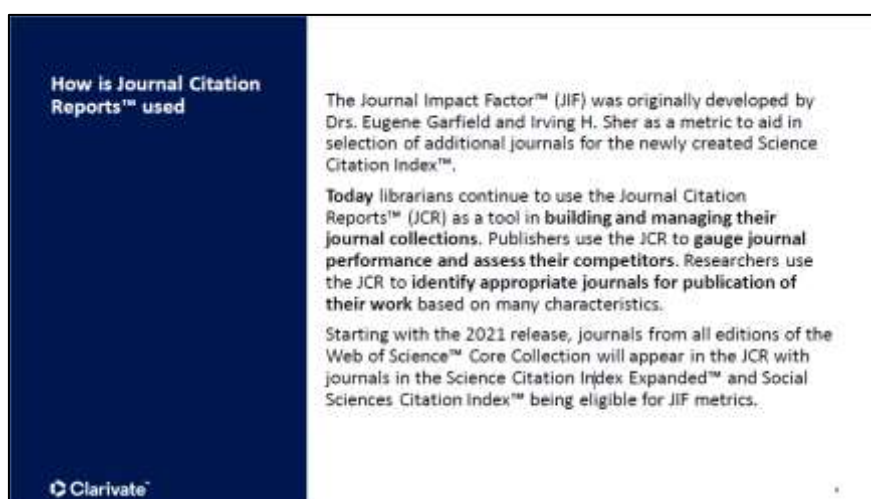 How is Journal Citation
Reports™ used
The Journal Impact Factor™ (JIF) was originally developed by
Drs. Eugene Garfield and Irving H. Sher as a metric to aid in
selection of additional journals for the newly created Science
Citation Index™.
Today librarians continue to use the Journal Citation
Reports™ (JCR) as a tool in building and managing their
journal collections. Publishers use the JCR to gauge journal
performance and assess their competitors. Researchers use
the JCR to identify appropriate journals for publication of
their work based on many characteristics.
Starting with the 2021 release, journals from all editions of the
Web of Science™ Core Collection will appear in the JCR with
journals in the Science Citation Index Expanded™ and Social
Sciences Citation Index™ being eligible for JIF metrics.
Clarivate™